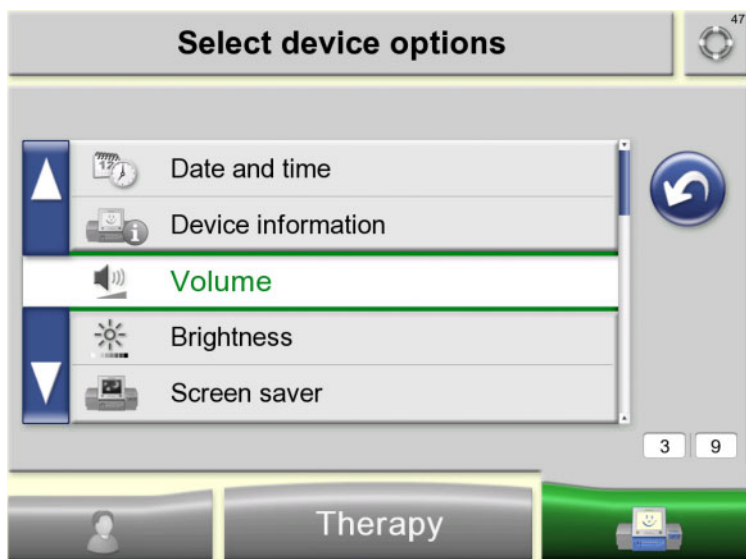 Select device options
47
Date and time
Device information
Volume
Brightness
Screen saver
3 9
Therapy